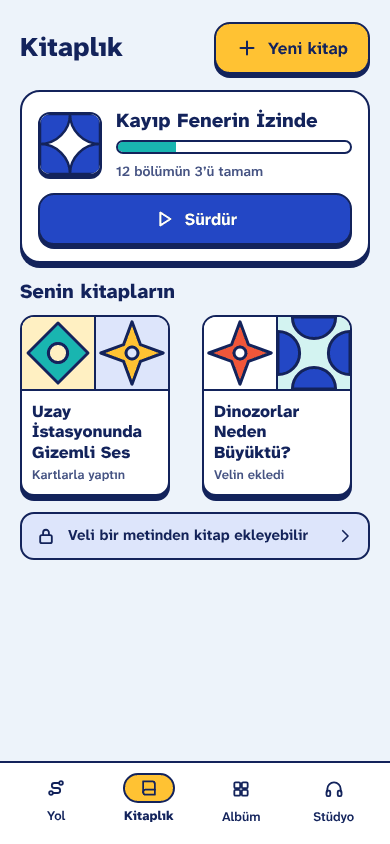 Kitaplık
Yeni kitap
Kayıp Fenerin İzinde
12 bölümün 3'ü tamam
Sürdür
Senin kitapların
Uzay
İstasyonunda
Gizemli Ses
Kartlarla yaptın
Dinozorlar
Neden
Büyüktü?
Velin ekledi
Veli bir metinden kitap ekleyebilir
Yol
Kitaplık
Albüm
Stüdyo